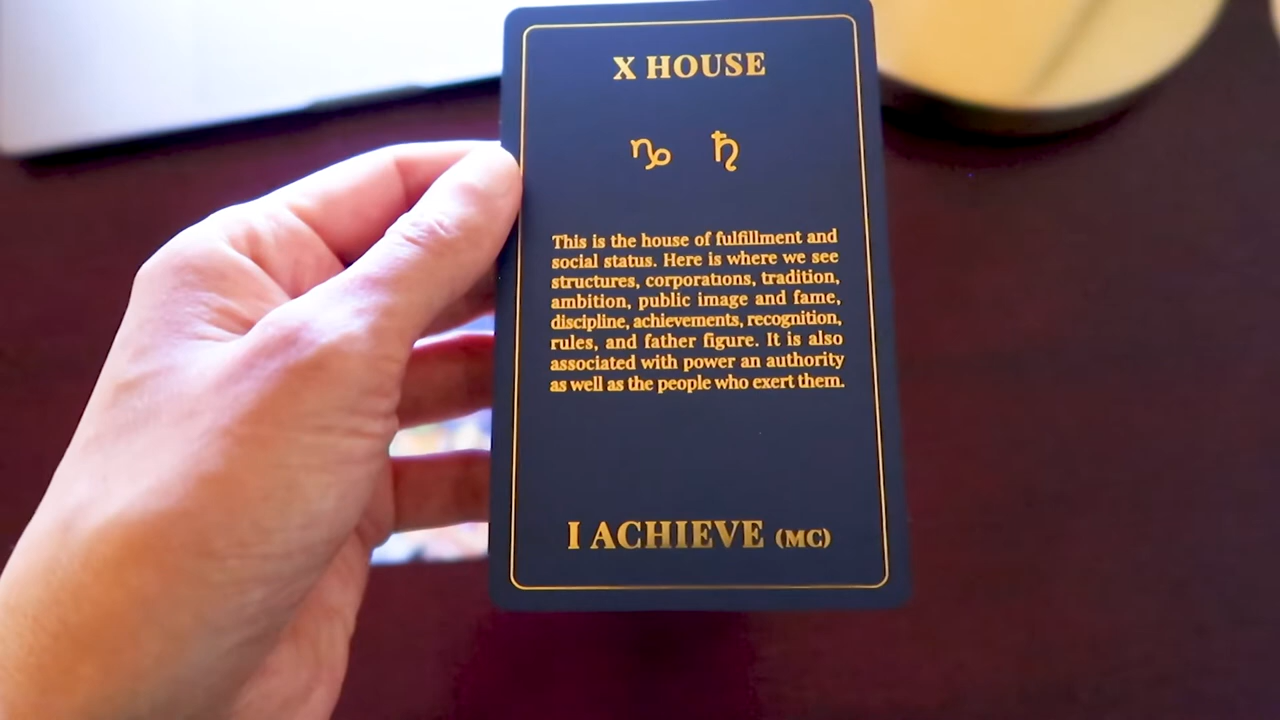 X HOUSE
♑ ♄
This is the house of fulfillment and
social status. Here is where we see
structures, corporations, tradition,
ambition, public image and fame,
discipline, achievements, recognition,
rules, and father figure. It is also
associated with power an authority
as well as the people who exert them.
I ACHIEVE (MC)